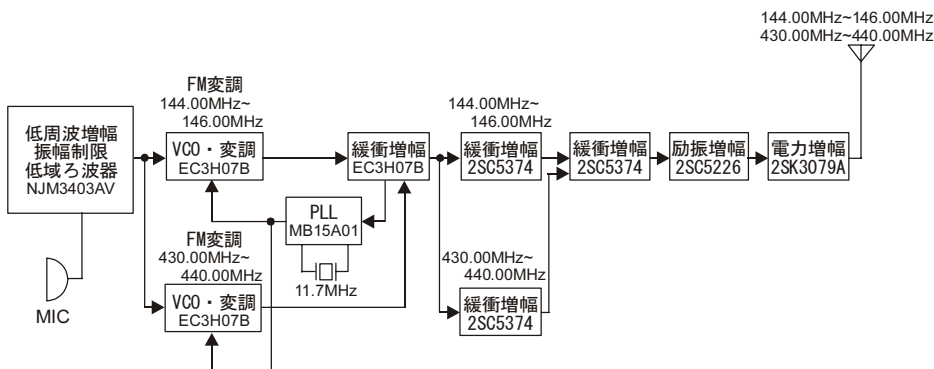 144.00MHz~146.00MHz
430.00MHz~440.00MHz
低周波増幅
振幅制限
低域ろ波器
NJM3403AV
MIC
FM変調
144.00MHz~
146.00MHz
VCO・変調
EC3H07B
緩衝増幅
EC3H07B
PLL
MB15A01
11.7MHz
FM変調
430.00MHz~
440.00MHz
VCO・変調
EC3H07B
144.00MHz~
146.00MHz
緩衝増幅
2SC5374
430.00MHz~
440.00MHz
緩衝増幅
2SC5374
緩衝増幅
2SC5374
励振増幅
2SC5226
電力増幅
2SK3079A